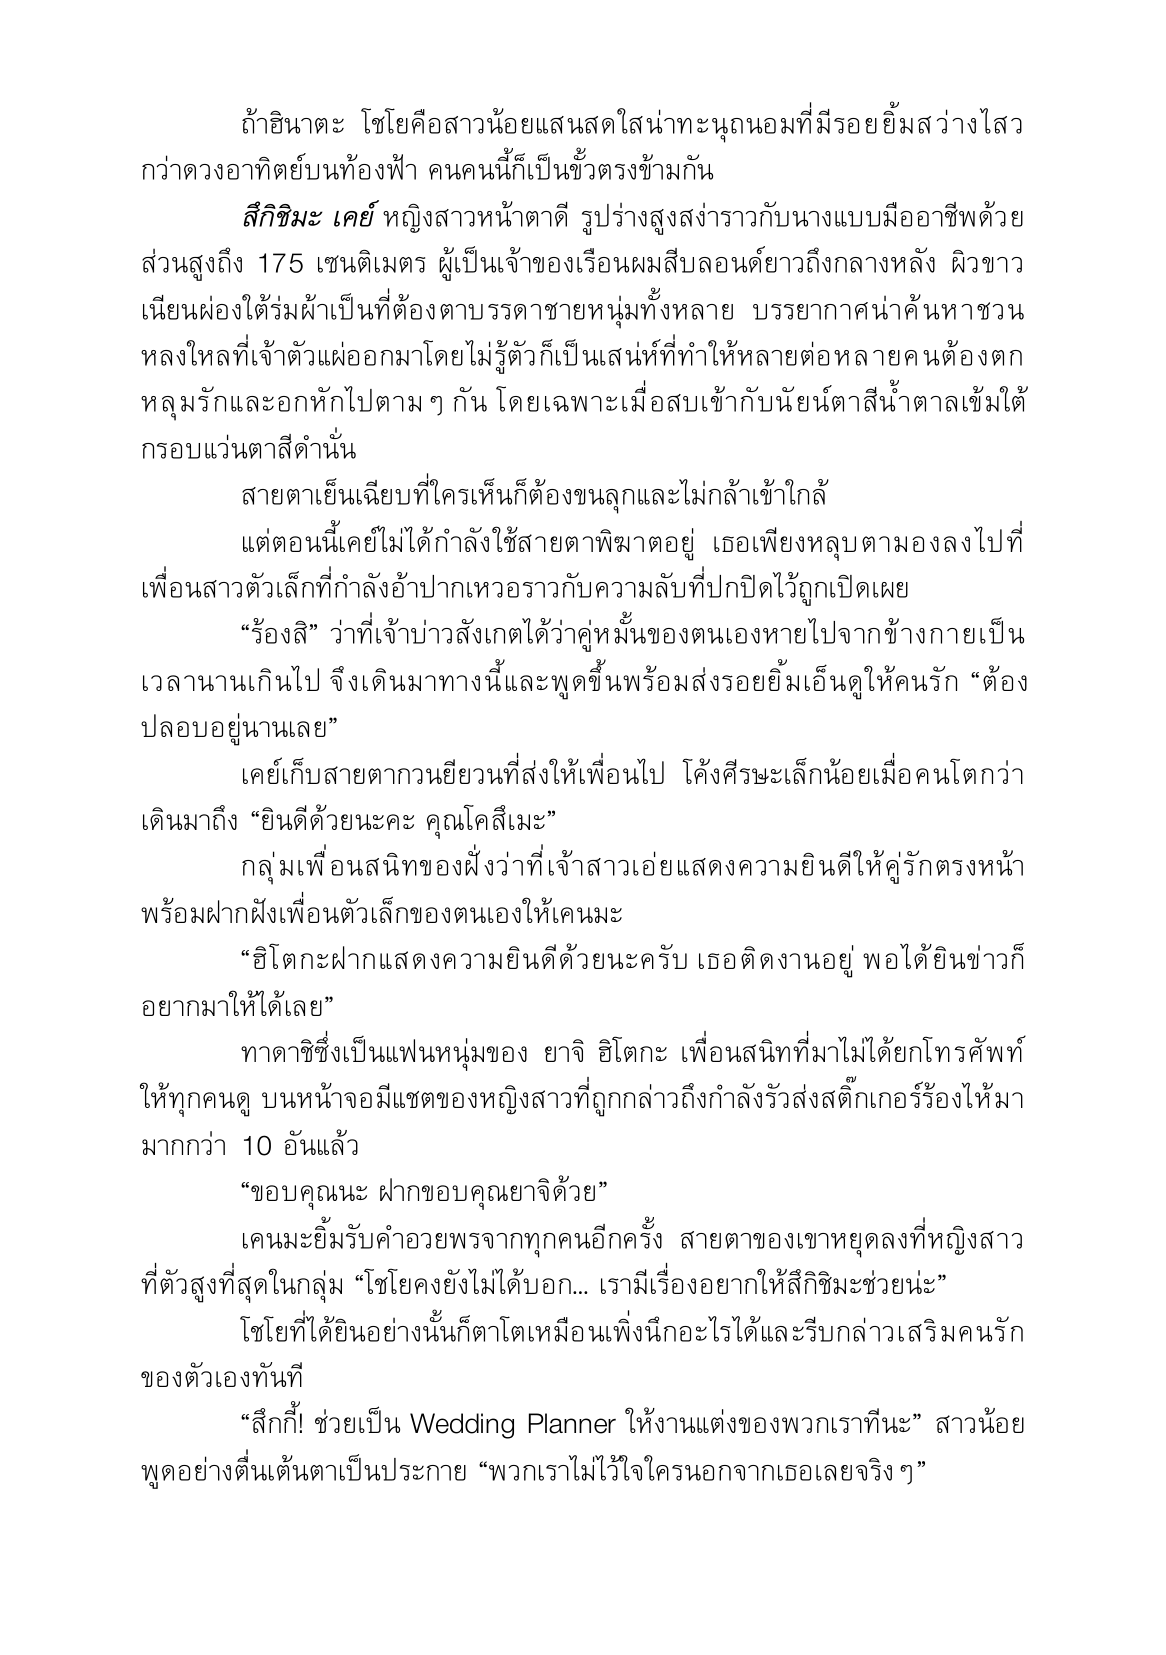 ถ้าฮินาตะ โชโยคือสาวน้อยแสนสดใสน่าทะนุถนอมที่มีรอยยิ้มสว่างไสว
กว่าดวงอาทิตย์บนท้องฟ้า คนคนนี้ก็เป็นขั้วตรงข้ามกัน
สึกิชิมะ เคย์ หญิงสาวหน้าตาดี รูปร่างสูงสง่าราวกับนางแบบมืออาชีพด้วย
ส่วนสูงถึง 175 เซนติเมตร ผู้เป็นเจ้าของเรือนผมสีบลอนด์ยาวถึงกลางหลัง ผิวขาว
เนียนผ่องใต้ร่มผ้าเป็นที่ต้องตาบรรดาชายหนุ่มทั้งหลาย บรรยากาศน่าค้นหาชวน
หลงใหลที่เจ้าตัวแผ่ออกมาโดยไม่รู้ตัวก็เป็นเสน่ห์ที่ทำให้หลายต่อหลายคนต้องตก
หลุมรักและอกหักไปตามๆ กัน โดยเฉพาะเมื่อสบเข้ากับนัยน์ตาสีน้ำตาลเข้มใต้
กรอบแว่นตาสีดำนั่น
สายตาเย็นเฉียบที่ใครเห็นก็ต้องขนลุกและไม่กล้าเข้าใกล้
แต่ตอนนี้เคย์ไม่ได้กำลังใช้สายตาพิฆาตอยู่ เธอเพียงหลุบตามองลงไปที่
เพื่อนสาวตัวเล็กที่กำลังอ้าปากเหวอราวกับความลับที่ปกปิดไว้ถูกเปิดเผย
“ร้องสิ” ว่าที่เจ้าบ่าวสังเกตได้ว่าคู่หมั้นของตนเองหายไปจากข้างกายเป็น
เวลานานเกินไป จึงเดินมาทางนี้และพูดขึ้นพร้อมส่งรอยยิ้มเอ็นดูให้คนรัก “ต้อง
ปลอบอยู่นานเลย”
เคย์เก็บสายตากวนยียวนที่ส่งให้เพื่อนไป โค้งศีรษะเล็กน้อยเมื่อคนโตกว่า
เดินมาถึง “ยินดีด้วยนะคะ คุณโคสึเมะ”
กลุ่มเพื่อนสนิทของฝั่งว่าที่เจ้าสาวเอ่ยแสดงความยินดีให้คู่รักตรงหน้า
พร้อมฝากฝังเพื่อนตัวเล็กของตนเองให้เคนมะ
“ฮิโตกะฝากแสดงความยินดีด้วยนะครับ เธอติดงานอยู่ พอได้ยินข่าวก็
อยากมาให้ได้เลย”
ทาดาชิซึ่งเป็นแฟนหนุ่มของ ยาจิ ฮิโตกะ เพื่อนสนิทที่มาไม่ได้ยกโทรศัพท์
ให้ทุกคนดู บนหน้าจอมีแชตของหญิงสาวที่ถูกกล่าวถึงกำลังรัวส่งสติ๊กเกอร์ร้องไห้มา
มากกว่า 10 อันแล้ว
“ขอบคุณนะ ฝากขอบคุณยาจิด้วย”
เคนมะยิ้มรับคำอวยพรจากทุกคนอีกครั้ง สายตาของเขาหยุดลงที่หญิงสาว
ที่ตัวสูงที่สุดในกลุ่ม “โชโยคงยังไม่ได้บอก... เรามีเรื่องอยากให้สึกิชิมะช่วยน่ะ”
โชโยที่ได้ยินอย่างนั้นก็ตาโตเหมือนเพิ่งนึกอะไรได้และรีบกล่าวเสริมคนรัก
ของตัวเองทันที
“สึกกี้! ช่วยเป็น Wedding Planner ให้งานแต่งของพวกเราทีนะ” สาวน้อย
พูดอย่างตื่นเต้นตาเป็นประกาย “พวกเราไม่ไว้ใจใครนอกจากเธอเลยจริงๆ”